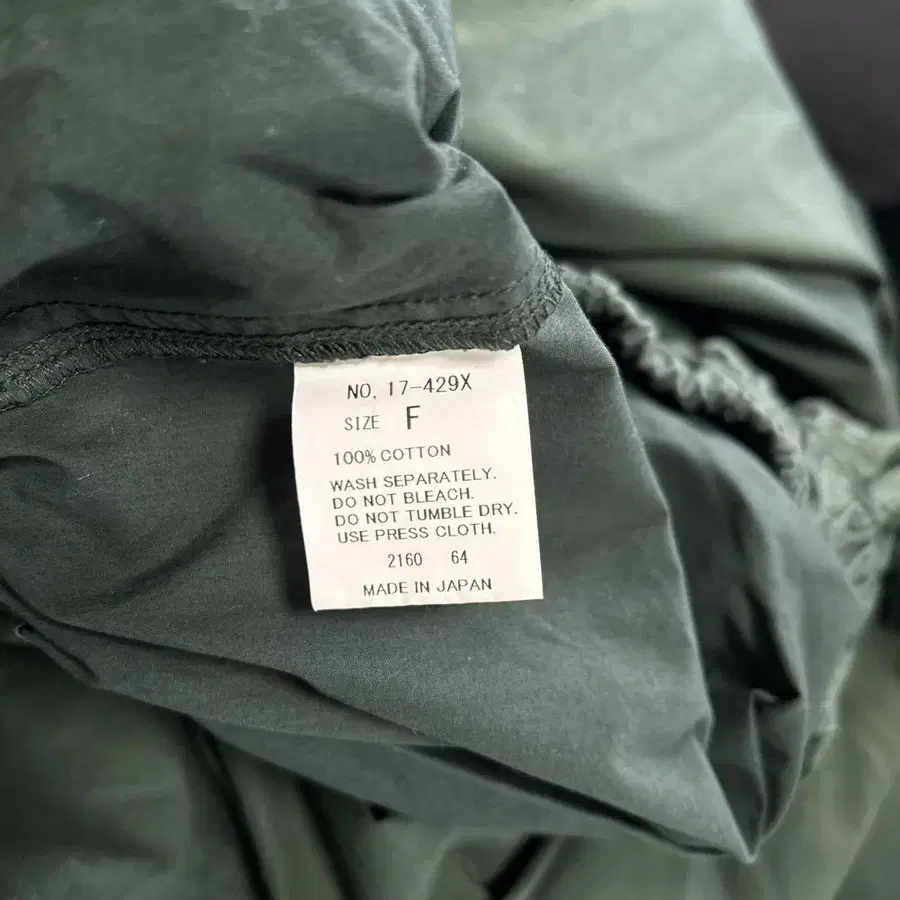 NO, 17-429X
SIZE F
100% COTTON
WASH SEPARATELY.
DO NOT BLEACH.
DO NOT TUMBLE DRY.
USE PRESS CLOTH.
2160 64
MADE IN JAPAN